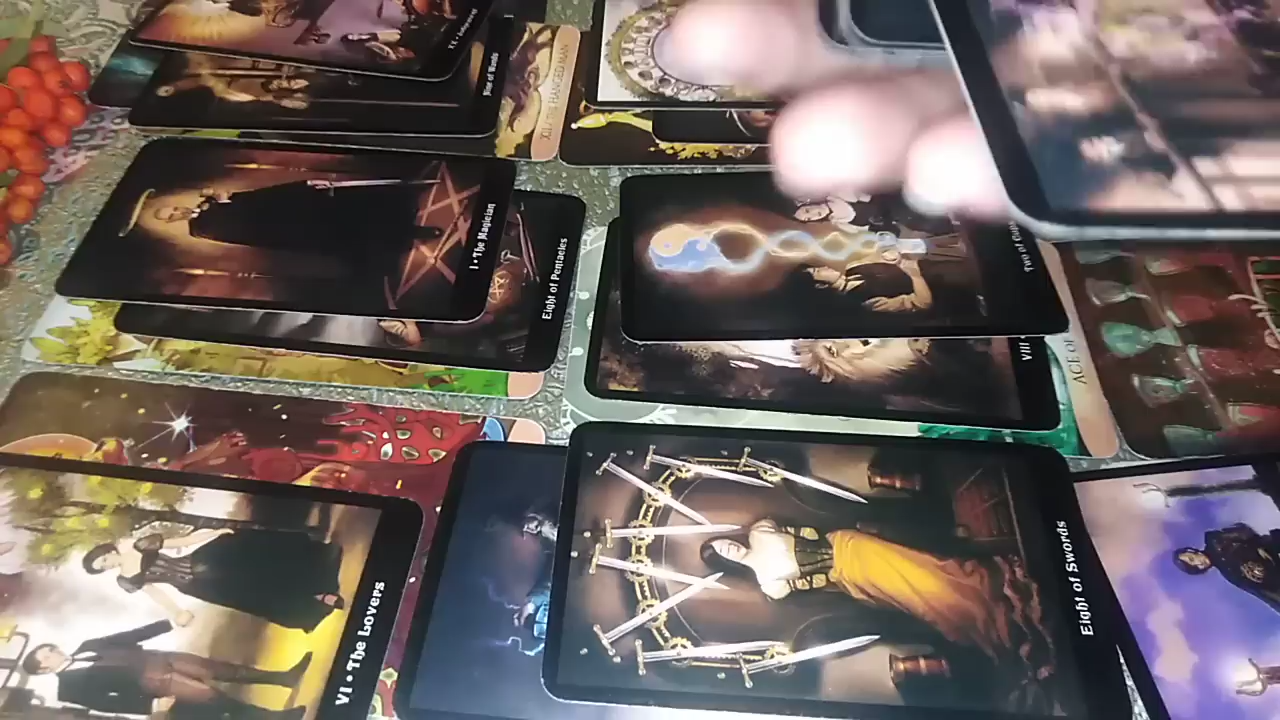 Nine of Wands
XII THE HANGED MAN
I • The Magician
Eight of Pentacles
Two of Cups
VIII
ACE OF
VI • The Lovers
Eight of Swords